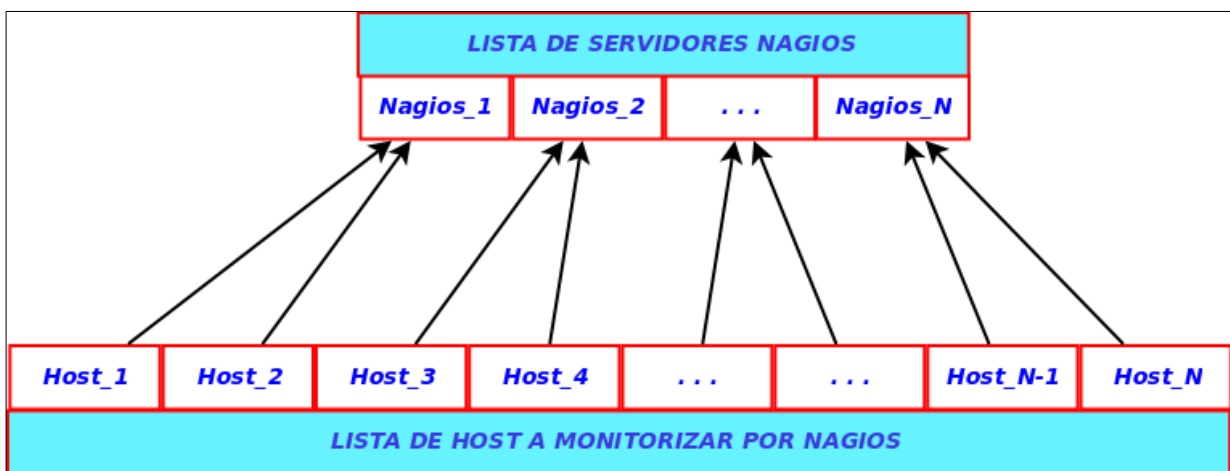 LISTA DE SERVIDORES NAGIOS
Nagios_1 Nagios_2 . . . Nagios_N
Host_1 Host_2 Host_3 Host_4 . . . . . . Host_N-1 Host_N
LISTA DE HOST A MONITORIZAR POR NAGIOS